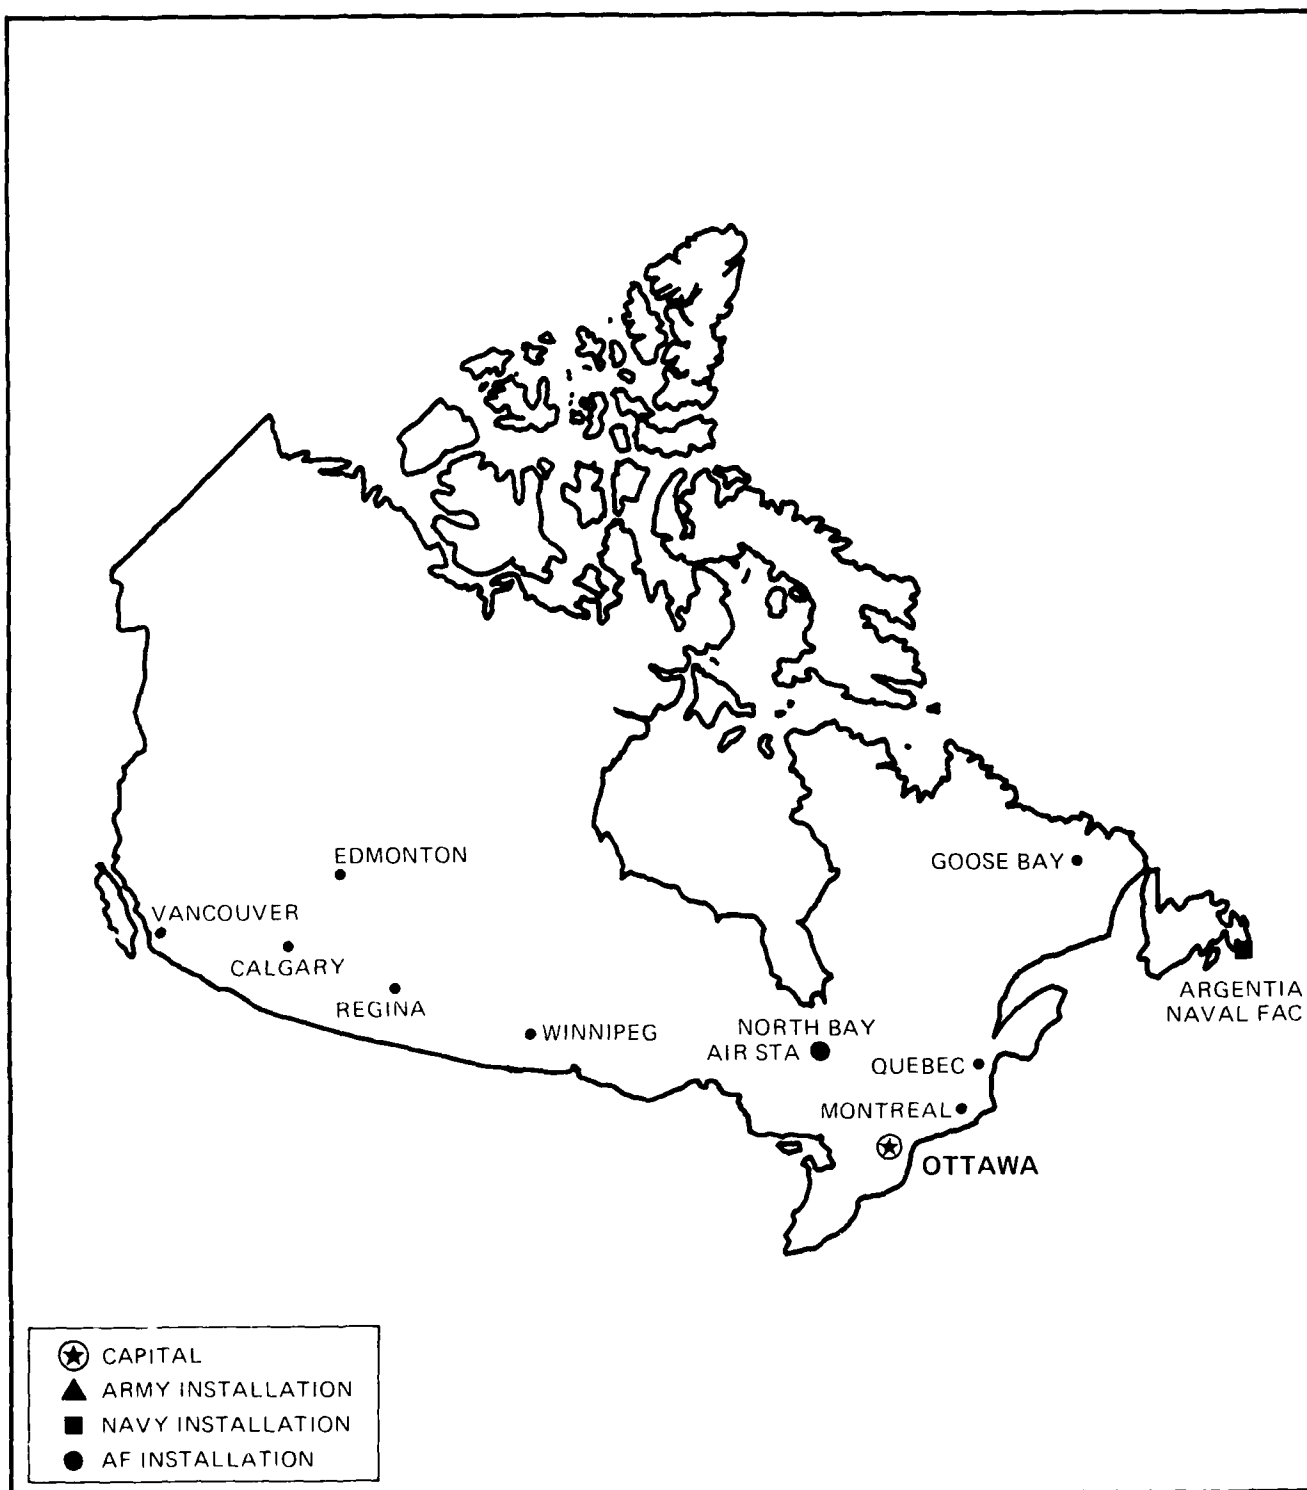 EDMONTON
GOOSE BAY
VANCOUVER
CALGARY
REGINA
ARGENTIA
NAVAL FAC
WINNIPEG
NORTH BAY
AIR STA
QUEBEC
MONTREAL
OTTAWA
CAPITAL
ARMY INSTALLATION
NAVY INSTALLATION
AF INSTALLATION